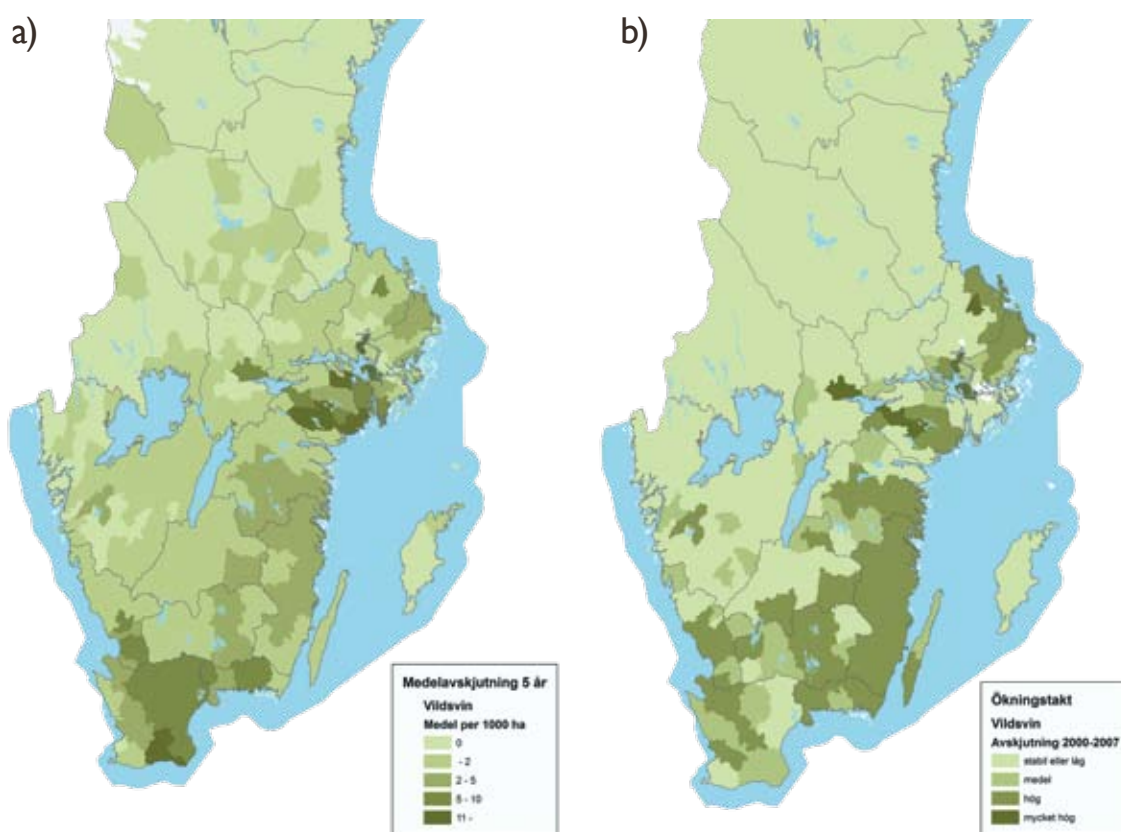 a)
b)
Medelavskjutning 5 år
Vildsvin
Medel per 1000 ha
0
- 2
2 - 5
5 - 10
11 -
Ökningstakt
Vildsvin
Avskjutning 2000-2007
stabil eller låg
medel
hög
mycket hög